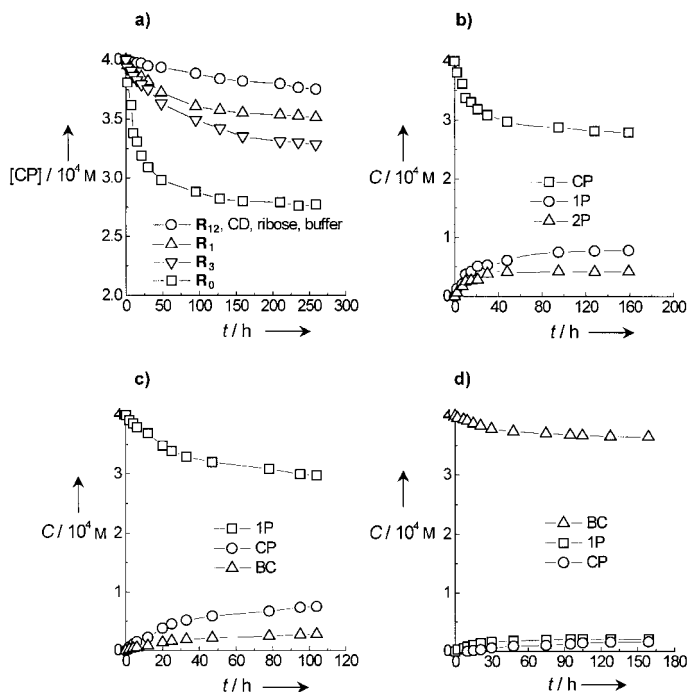 a)
4.0
3.5
3.0
2.5
2.0
[CP] / 10⁴ M
R₁₂, CD, ribose, buffer
R₁
R₃
R₀
0 50 100 150 200 250 300
t / h
b)
4
3
2
1
0
C / 10⁴ M
CP
1P
2P
0 40 80 120 160 200
t / h
c)
4
3
2
1
0
C / 10⁴ M
1P
CP
BC
0 20 40 60 80 100 120
t / h
d)
4
3
2
1
0
C / 10⁴ M
BC
1P
CP
0 30 60 90 120 150 180
t / h